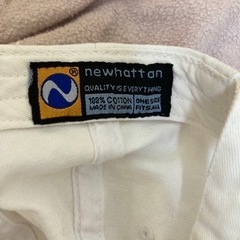 newhattan
QUALITY IS EVERYTHING
100% COTTON
MADE IN CHINA
ONE SIZE
FITS ALL
®